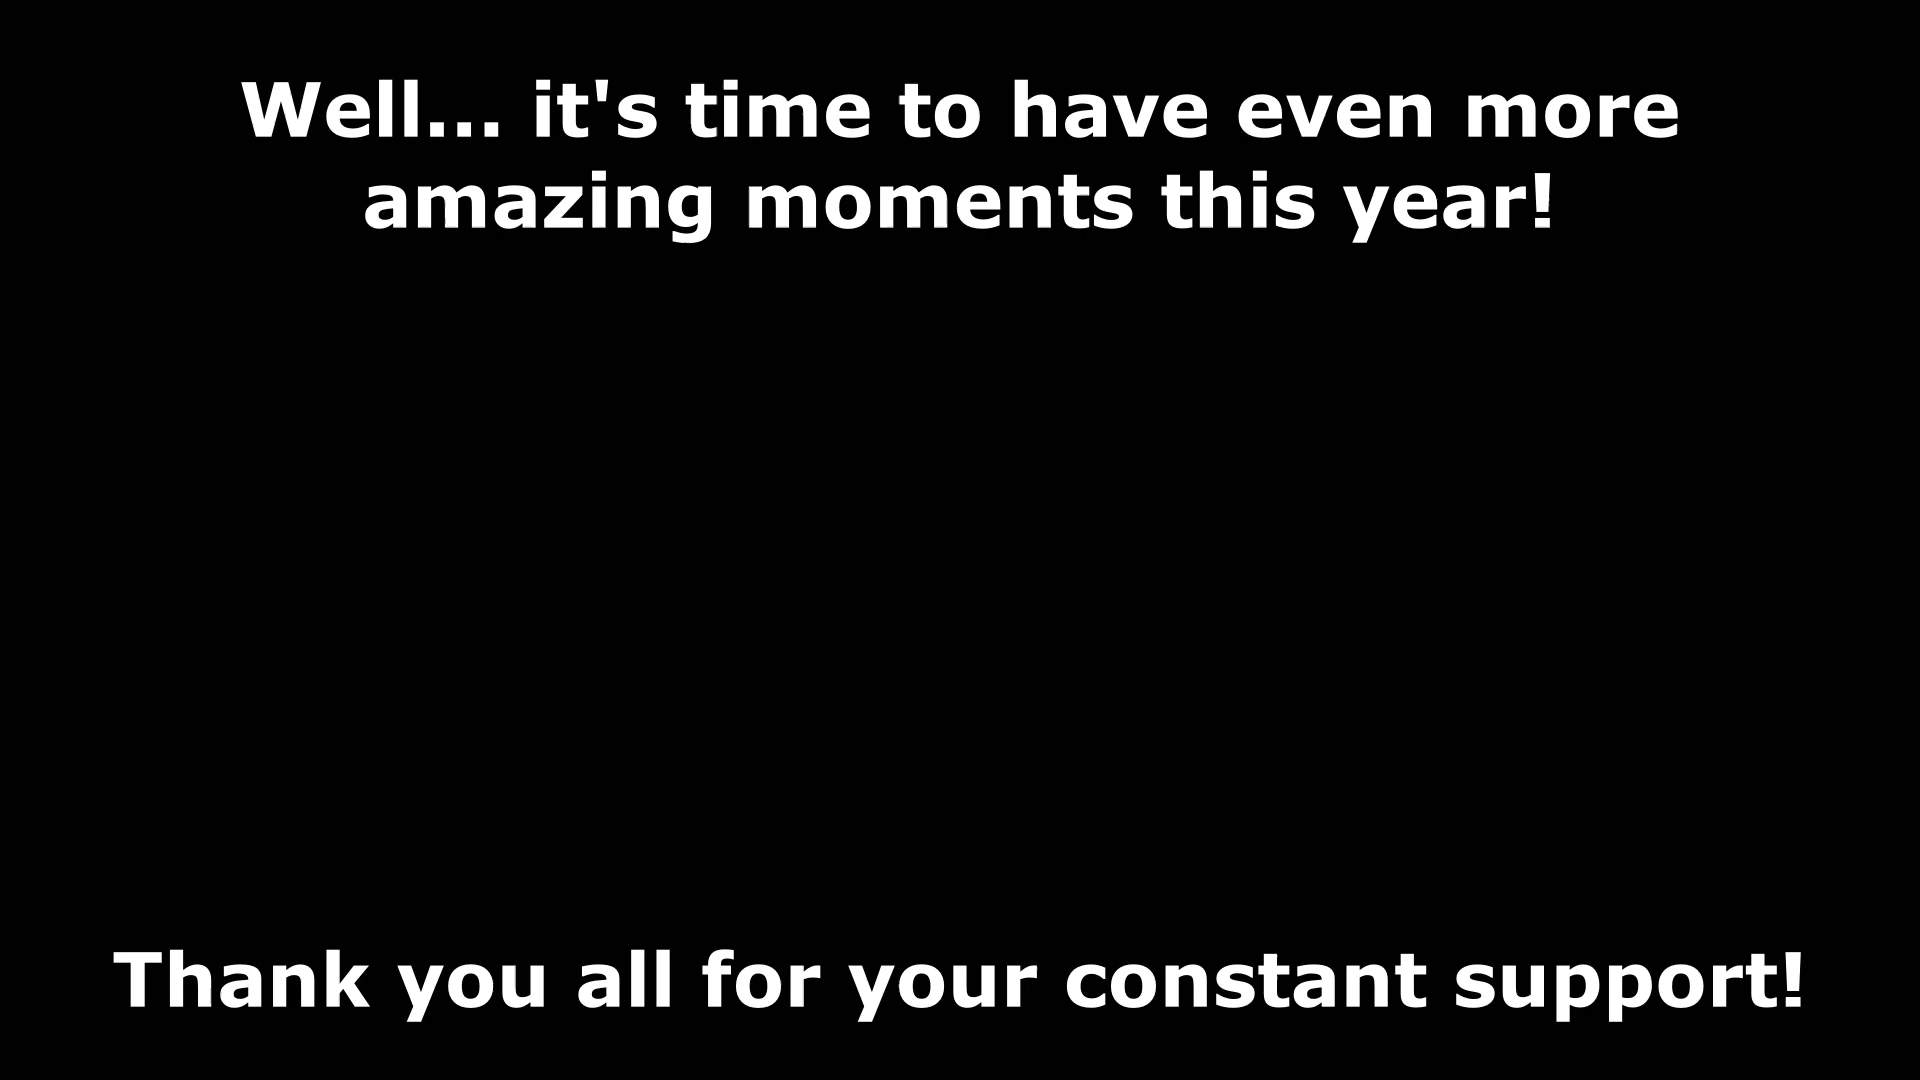 Well... it's time to have even more
amazing moments this year!
Thank you all for your constant support!